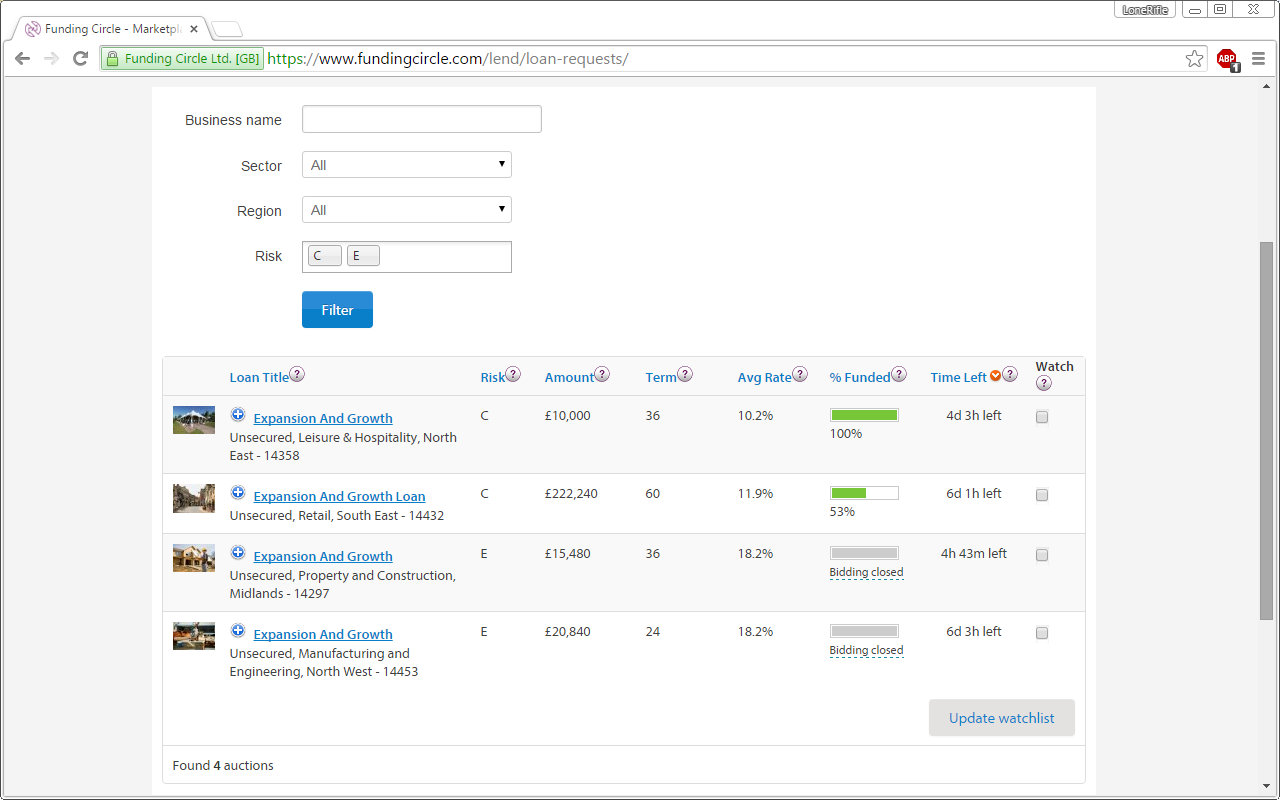 LoneRifle
Funding Circle - Marketpla
Funding Circle Ltd. [GB] https://www.fundingcircle.com/lend/loan-requests/
ABP
1
Business name
Sector All
Region All
Risk C E
Filter
Loan Title ? Risk ? Amount ? Term ? Avg Rate ? % Funded ? Time Left ? Watch ?
Expansion And Growth C £10,000 36 10.2% 4d 3h left
Unsecured, Leisure & Hospitality, North 100%
East - 14358
Expansion And Growth Loan C £222,240 60 11.9% 6d 1h left
Unsecured, Retail, South East - 14432 53%
Expansion And Growth E £15,480 36 18.2% 4h 43m left
Unsecured, Property and Construction, Bidding closed
Midlands - 14297
Expansion And Growth E £20,840 24 18.2% 6d 3h left
Unsecured, Manufacturing and Bidding closed
Engineering, North West - 14453
Update watchlist
Found 4 auctions